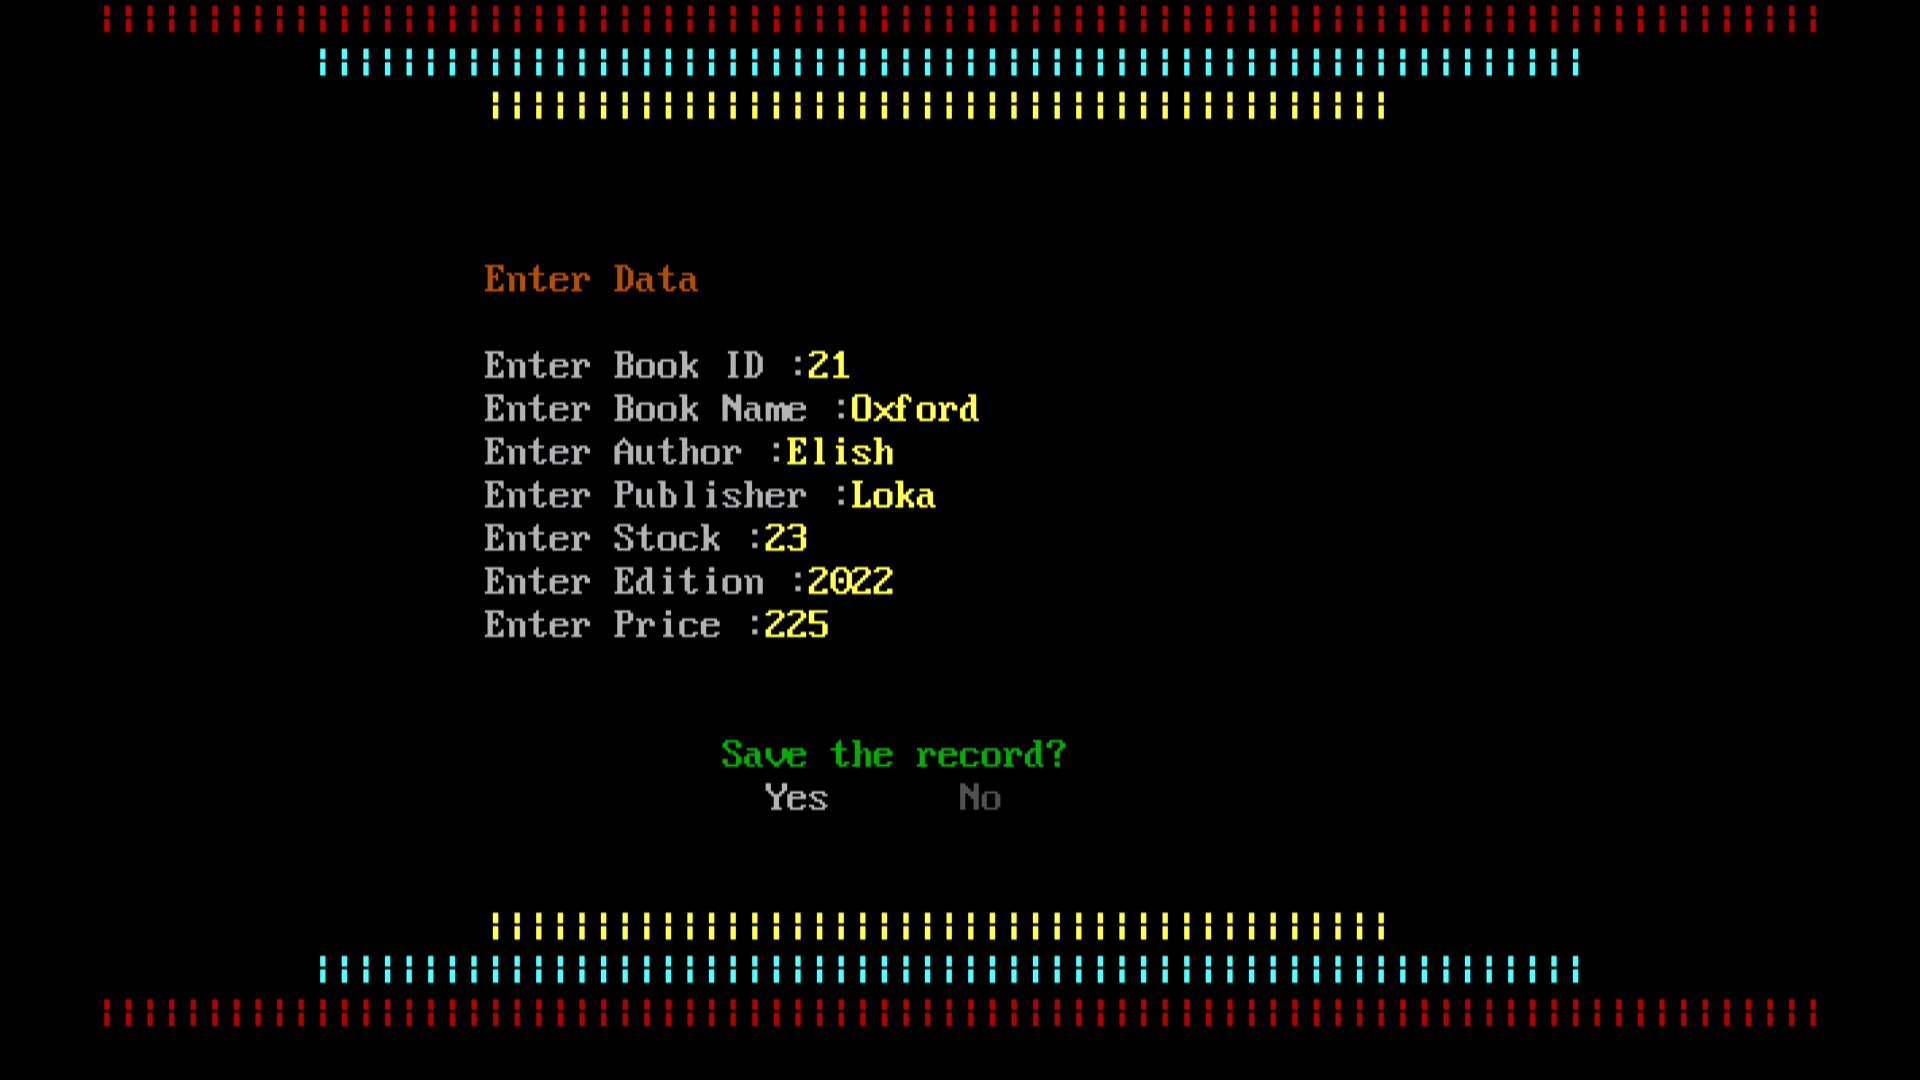 Enter Data
Enter Book ID :21
Enter Book Name :Oxford
Enter Author :Elish
Enter Publisher :Loka
Enter Stock :23
Enter Edition :2022
Enter Price :225
Save the record?
Yes No